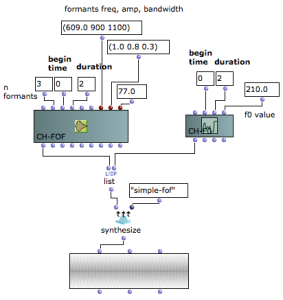 formants freq, amp, bandwidth
(609.0 900 1100)
(1.0 0.8 0.3)
begin
time duration
begin
time duration
n
formants
3
0
2
77.0
0
2
210.0
f0 value
CH-FOF
CH-F
LISP
list
"simple-fof"
synthesize